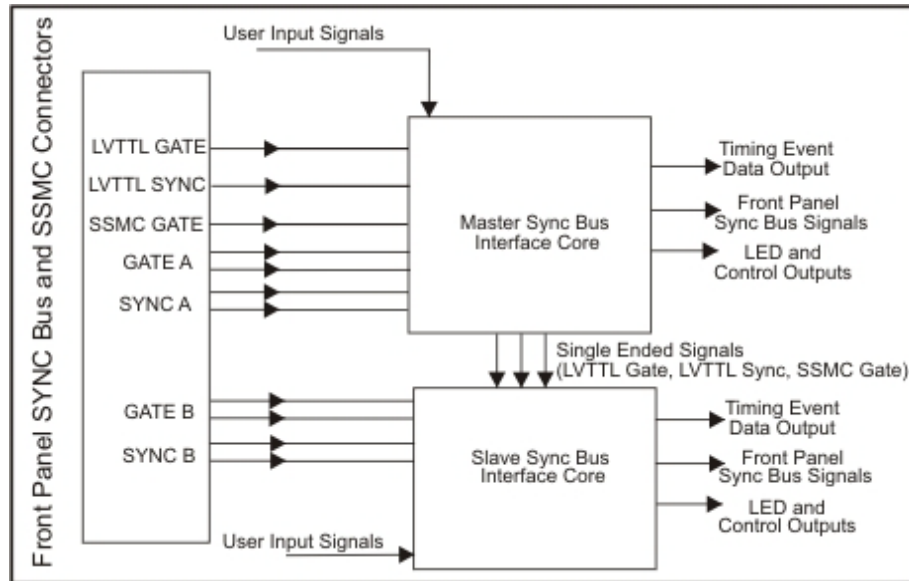 Front Panel SYNC Bus and SSMC Connectors
User Input Signals
LVTTL GATE
LVTTL SYNC
SSMC GATE
GATE A
SYNC A
GATE B
SYNC B
Master Sync Bus
Interface Core
Timing Event
Data Output
Front Panel
Sync Bus Signals
LED and
Control Outputs
Single Ended Signals
(LVTTL Gate, LVTTL Sync, SSMC Gate)
Slave Sync Bus
Interface Core
Timing Event
Data Output
Front Panel
Sync Bus Signals
LED and
Control Outputs
User Input Signals